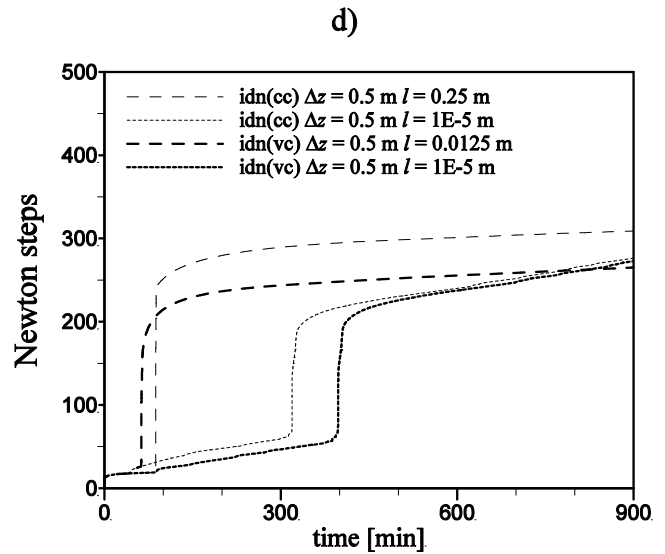 d)
500
400
300
200
100
0
Newton steps
idn(cc) Δz = 0.5 m l = 0.25 m
idn(cc) Δz = 0.5 m l = 1E-5 m
idn(vc) Δz = 0.5 m l = 0.0125 m
idn(vc) Δz = 0.5 m l = 1E-5 m
0. 300. 600. 900.
time [min]